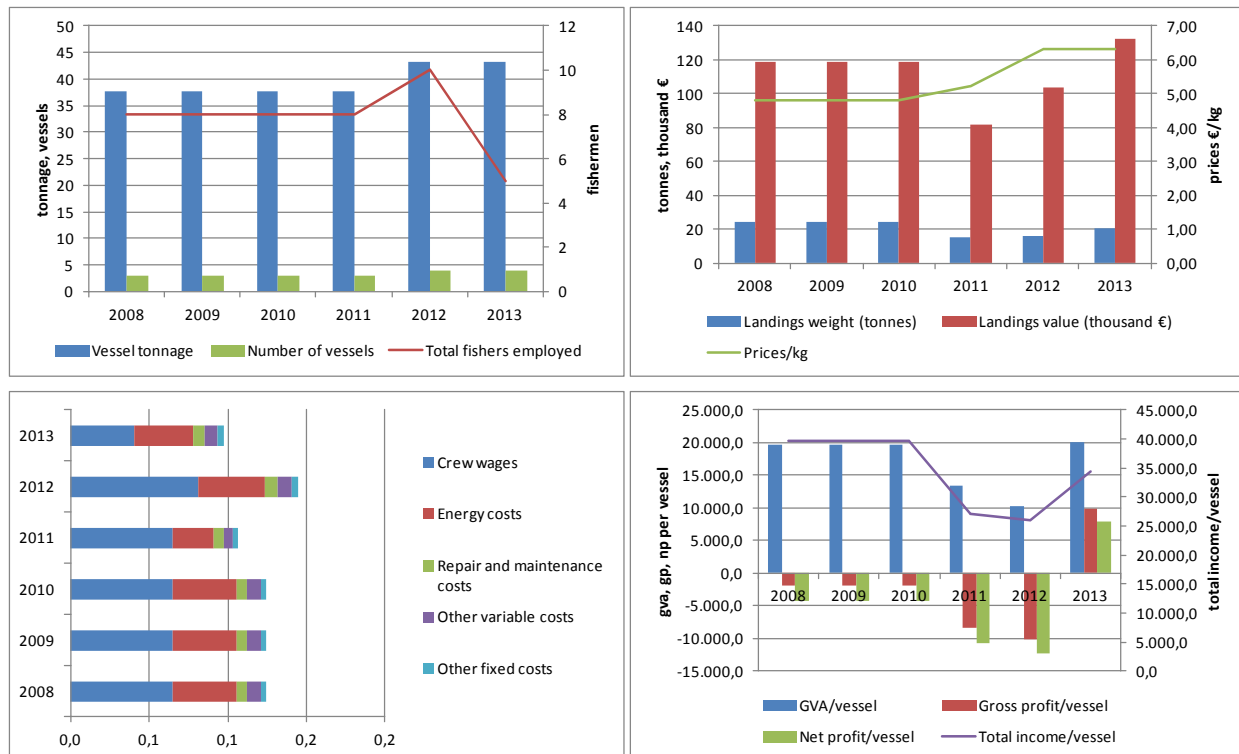 50
45
40
35
30
25
20
15
10
5
0
tonnage, vessels
12
10
8
6
4
2
0
fishermen
2008 2009 2010 2011 2012 2013
Vessel tonnage Number of vessels Total fishers employed
140
120
100
80
60
40
20
0
tonnes, thousand €
7,00
6,00
5,00
4,00
3,00
2,00
1,00
0,00
prices €/kg
2008 2009 2010 2011 2012 2013
Landings weight (tonnes) Landings value (thousand €)
Prices/kg
2013
2012
2011
2010
2009
2008
0,0 0,1 0,1 0,2 0,2
Crew wages
Energy costs
Repair and maintenance
costs
Other variable costs
Other fixed costs
25.000,0
20.000,0
15.000,0
10.000,0
5.000,0
0,0
-5.000,0
-10.000,0
-15.000,0
gva, gp, np per vessel
45.000,0
40.000,0
35.000,0
30.000,0
25.000,0
20.000,0
15.000,0
10.000,0
5.000,0
0,0
total income/vessel
2008 2009 2010 2011 2012 2013
GVA/vessel Gross profit/vessel
Net profit/vessel Total income/vessel